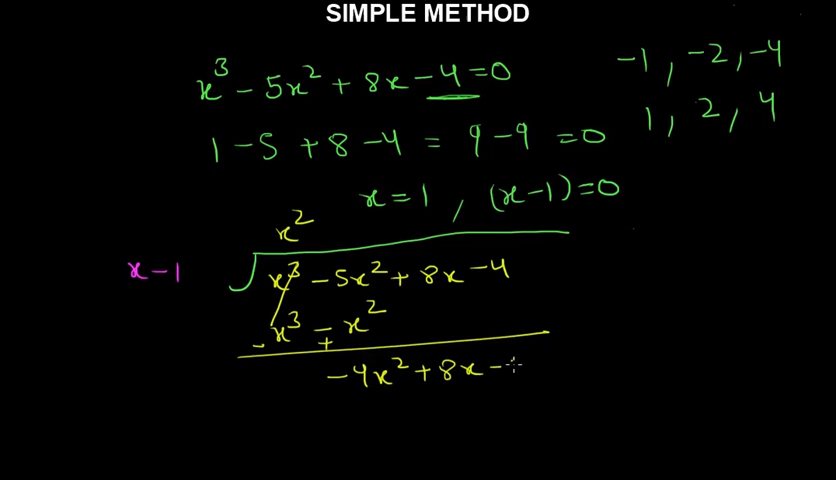 SIMPLE METHOD
x³ - 5x² + 8x - 4 = 0
-1, -2, -4
1 - 5 + 8 - 4 = 9 - 9 = 0
1, 2, 4
x = 1, (x - 1) = 0
x²
x - 1
x³ - 5x² + 8x - 4
x³ - x²
- +
-4x² + 8x -